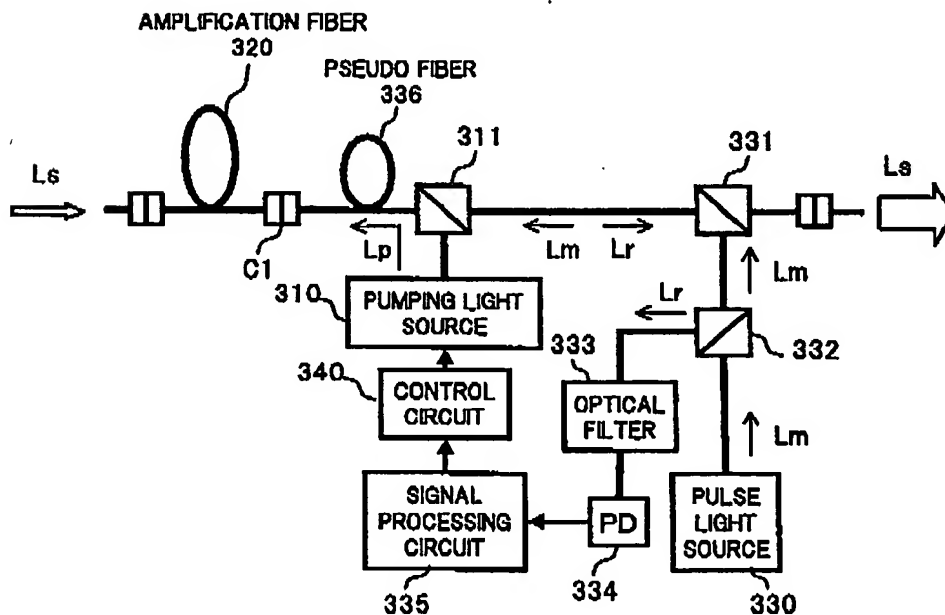 AMPLIFICATION FIBER
320
PSEUDO FIBER
336
311
331
Ls
Ls
C1
Lp
Lm
Lr
Lm
310
PUMPING LIGHT
SOURCE
Lr
332
333
340
CONTROL
CIRCUIT
OPTICAL
FILTER
Lm
SIGNAL
PROCESSING
CIRCUIT
PD
PULSE
LIGHT
SOURCE
335
334
330